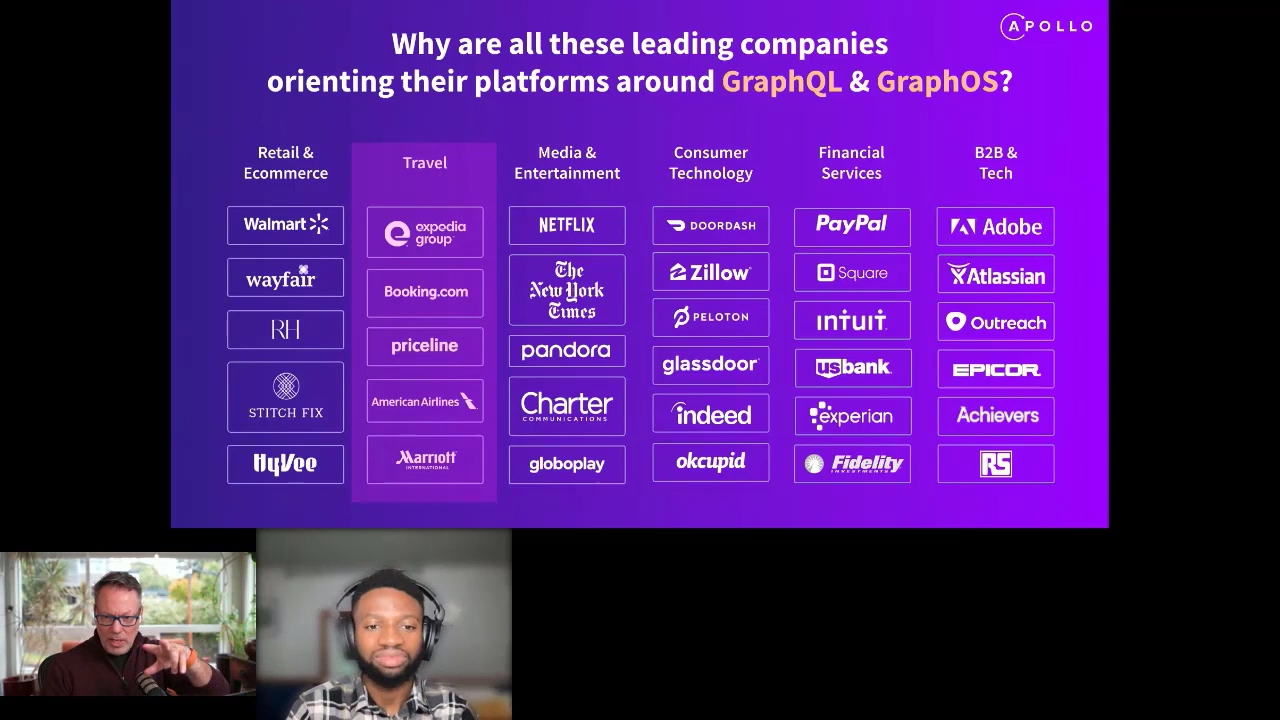 APOLLO
Why are all these leading companies
orienting their platforms around GraphQL & GraphOS?
Retail &
Ecommerce
Walmart
wayfair
RH
STITCH FIX
HyVee
Travel
expedia
group
Booking.com
priceline
American Airlines
Marriott
INTERNATIONAL
Media &
Entertainment
NETFLIX
The
New York
Times
pandora
Charter
COMMUNICATIONS
globoplay
Consumer
Technology
DOORDASH
Zillow
PELOTON
glassdoor
indeed
okcupid
Financial
Services
PayPal
Square
intuit
usbank
experian
Fidelity
INVESTMENTS
B2B &
Tech
Adobe
Atlassian
Outreach
EPICOR
Achievers
RS